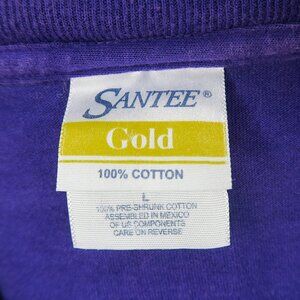 SANTEE®
Gold
100% COTTON
L
100% PRE-SHRUNK COTTON
ASSEMBLED IN MEXICO
OF US COMPONENTS
CARE ON REVERSE